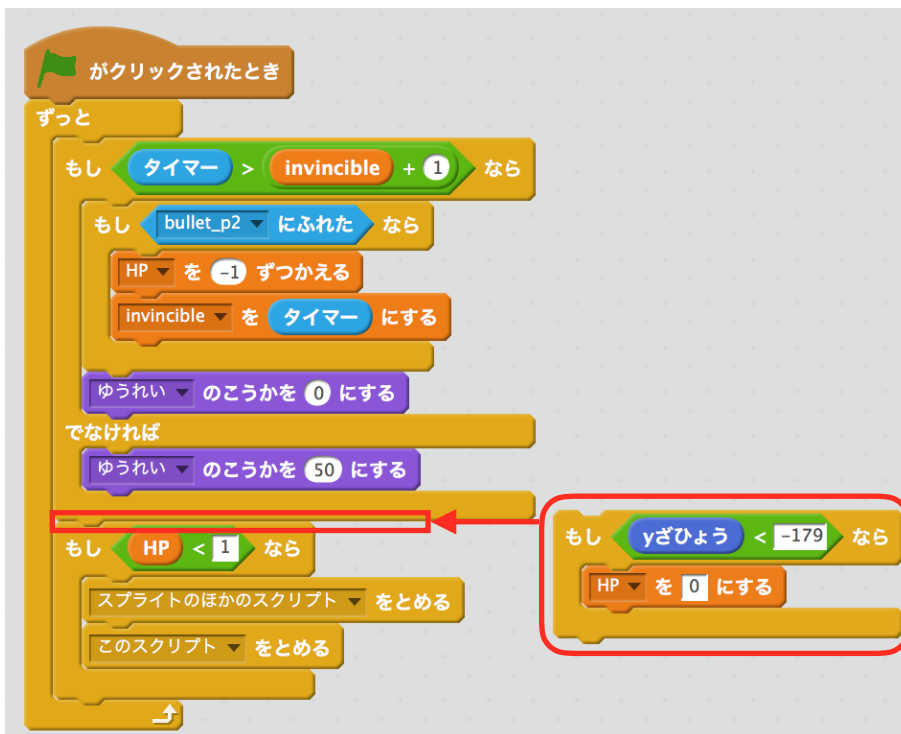 がクリックされたとき
ずっと
もし タイマー > invincible + 1 なら
もし bullet_p2 にふれた なら
HP を -1 ずつかえる
invincible を タイマー にする
ゆうれい のこうかを 0 にする
でなければ
ゆうれい のこうかを 50 にする
もし HP < 1 なら
スプライトのほかのスクリプト をとめる
このスクリプト をとめる
もし yざひょう < -179 なら
HP を 0 にする